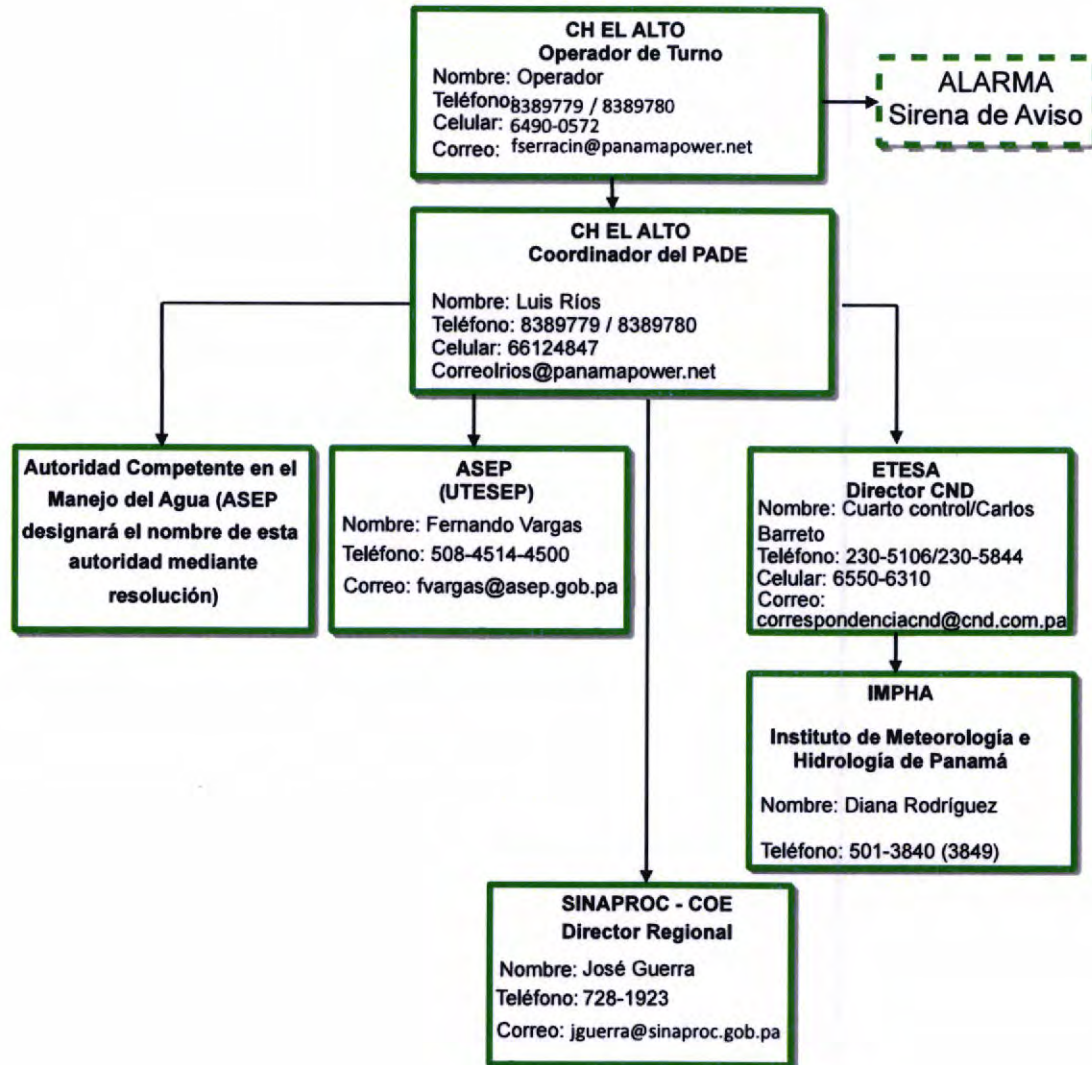 CH EL ALTO
Operador de Turno
Nombre: Operador
Teléfono: 8389779 / 8389780
Celular: 6490-0572
Correo: fserracin@panamapower.net
ALARMA
Sirena de Aviso
CH EL ALTO
Coordinador del PADE
Nombre: Luis Ríos
Teléfono: 8389779 / 8389780
Celular: 66124847
Correolrios@panamapower.net
Autoridad Competente en el
Manejo del Agua (ASEP
designará el nombre de esta
autoridad mediante
resolución)
ASEP
(UTESEP)
Nombre: Fernando Vargas
Teléfono: 508-4514-4500
Correo: fvargas@asep.gob.pa
ETESA
Director CND
Nombre: Cuarto control/Carlos
Barreto
Teléfono: 230-5106/230-5844
Celular: 6550-6310
Correo:
correspondenciacnd@cnd.com.pa
IMPHA
Instituto de Meteorología e
Hidrología de Panamá
Nombre: Diana Rodríguez
Teléfono: 501-3840 (3849)
SINAPROC - COE
Director Regional
Nombre: José Guerra
Teléfono: 728-1923
Correo: jguerra@sinaproc.gob.pa